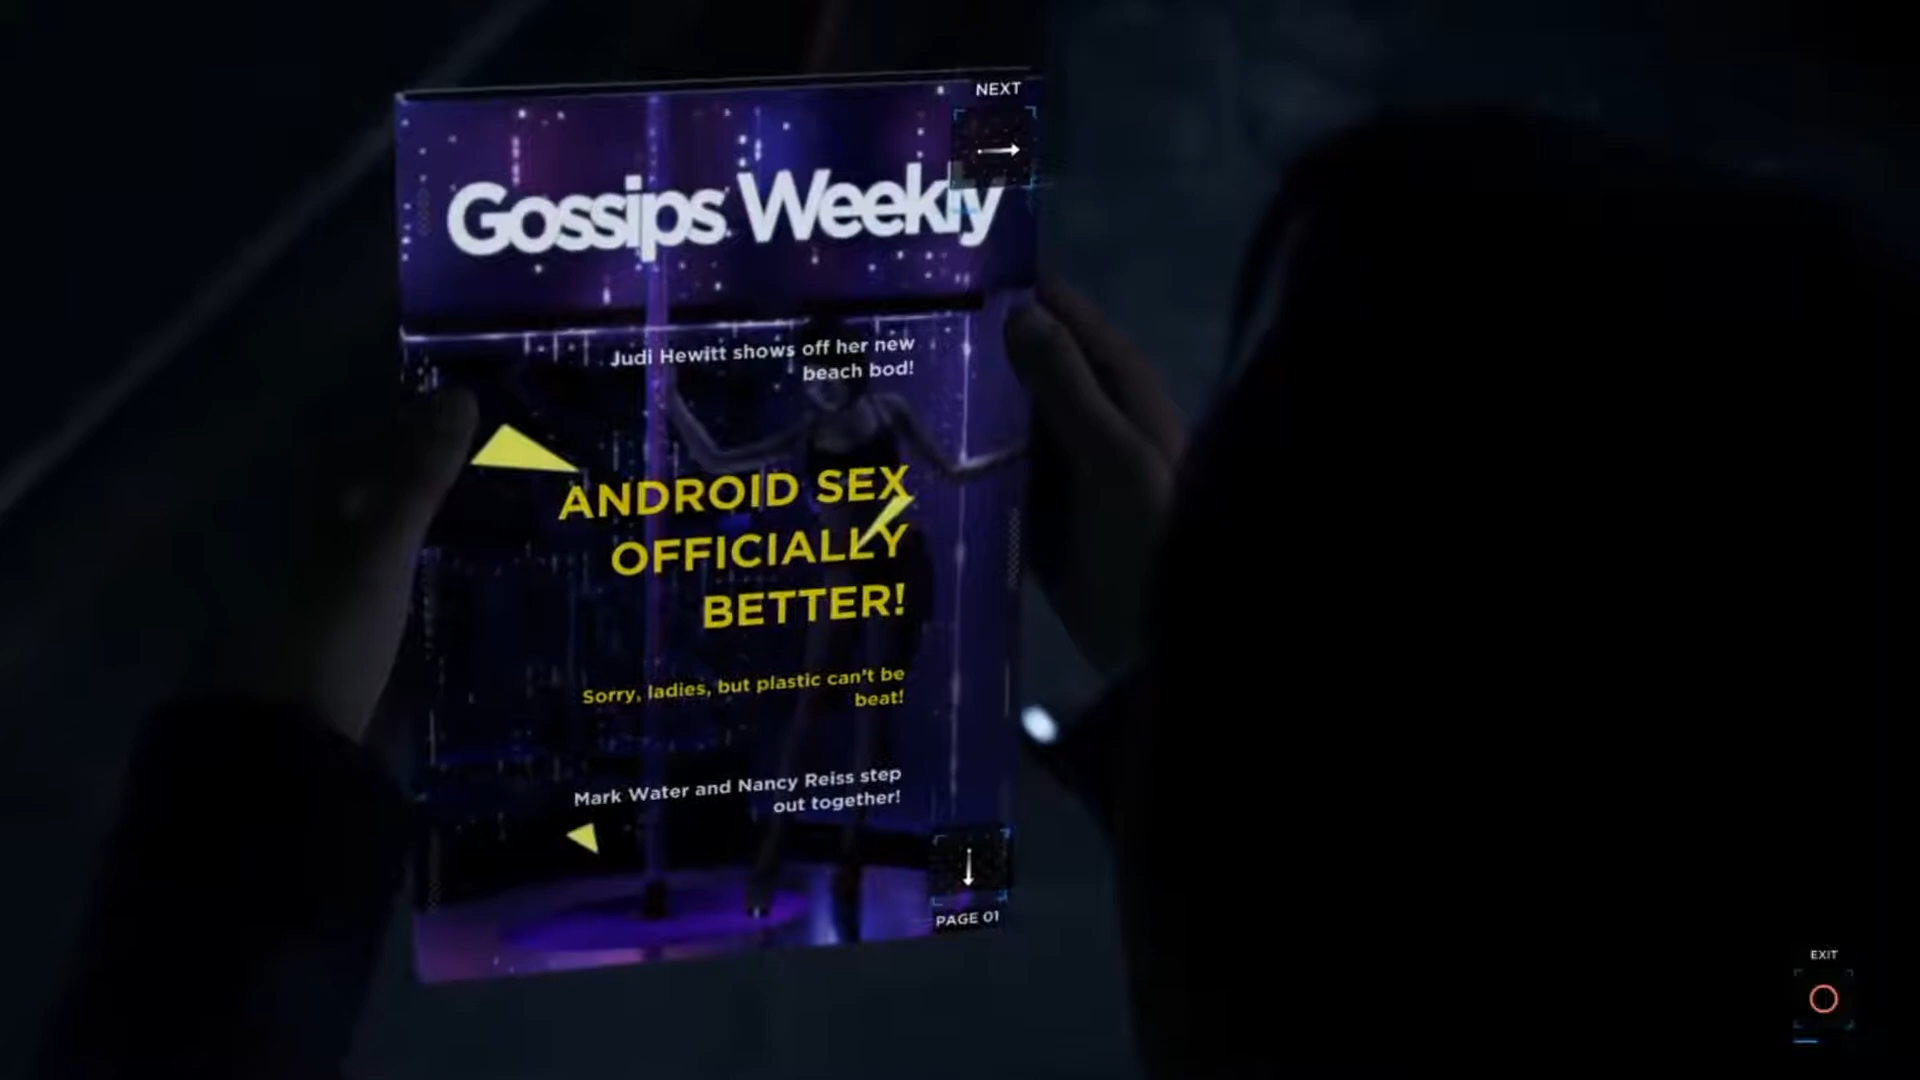 NEXT
Gossips Weekly
Judi Hewitt shows off her new
beach bod!
ANDROID SEX
OFFICIALLY
BETTER!
Sorry, ladies, but plastic can't be
beat!
Mark Water and Nancy Reiss step
out together!
PAGE 01
EXIT